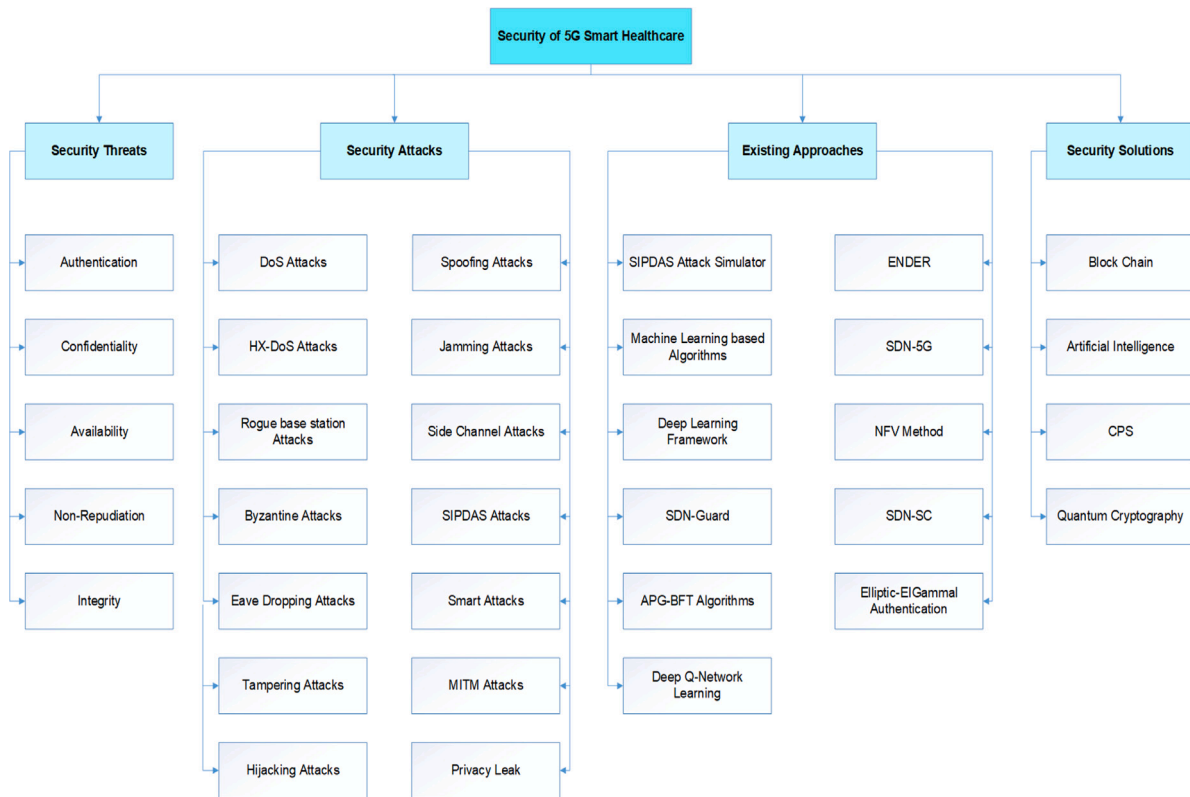 Security of 5G Smart Healthcare
Security Threats
Security Attacks
Existing Approaches
Security Solutions
Authentication
Confidentiality
Availability
Non-Repudiation
Integrity
DoS Attacks
HX-DoS Attacks
Rogue base station
Attacks
Byzantine Attacks
Eave Dropping Attacks
Tampering Attacks
Hijacking Attacks
Spoofing Attacks
Jamming Attacks
Side Channel Attacks
SIPDAS Attacks
Smart Attacks
MITM Attacks
Privacy Leak
SIPDAS Attack Simulator
Machine Learning based
Algorithms
Deep Learning
Framework
SDN-Guard
APG-BFT Algorithms
Deep Q-Network
Learning
ENDER
SDN-5G
NFV Method
SDN-SC
Elliptic-ElGammal
Authentication
Block Chain
Artificial Intelligence
CPS
Quantum Cryptography